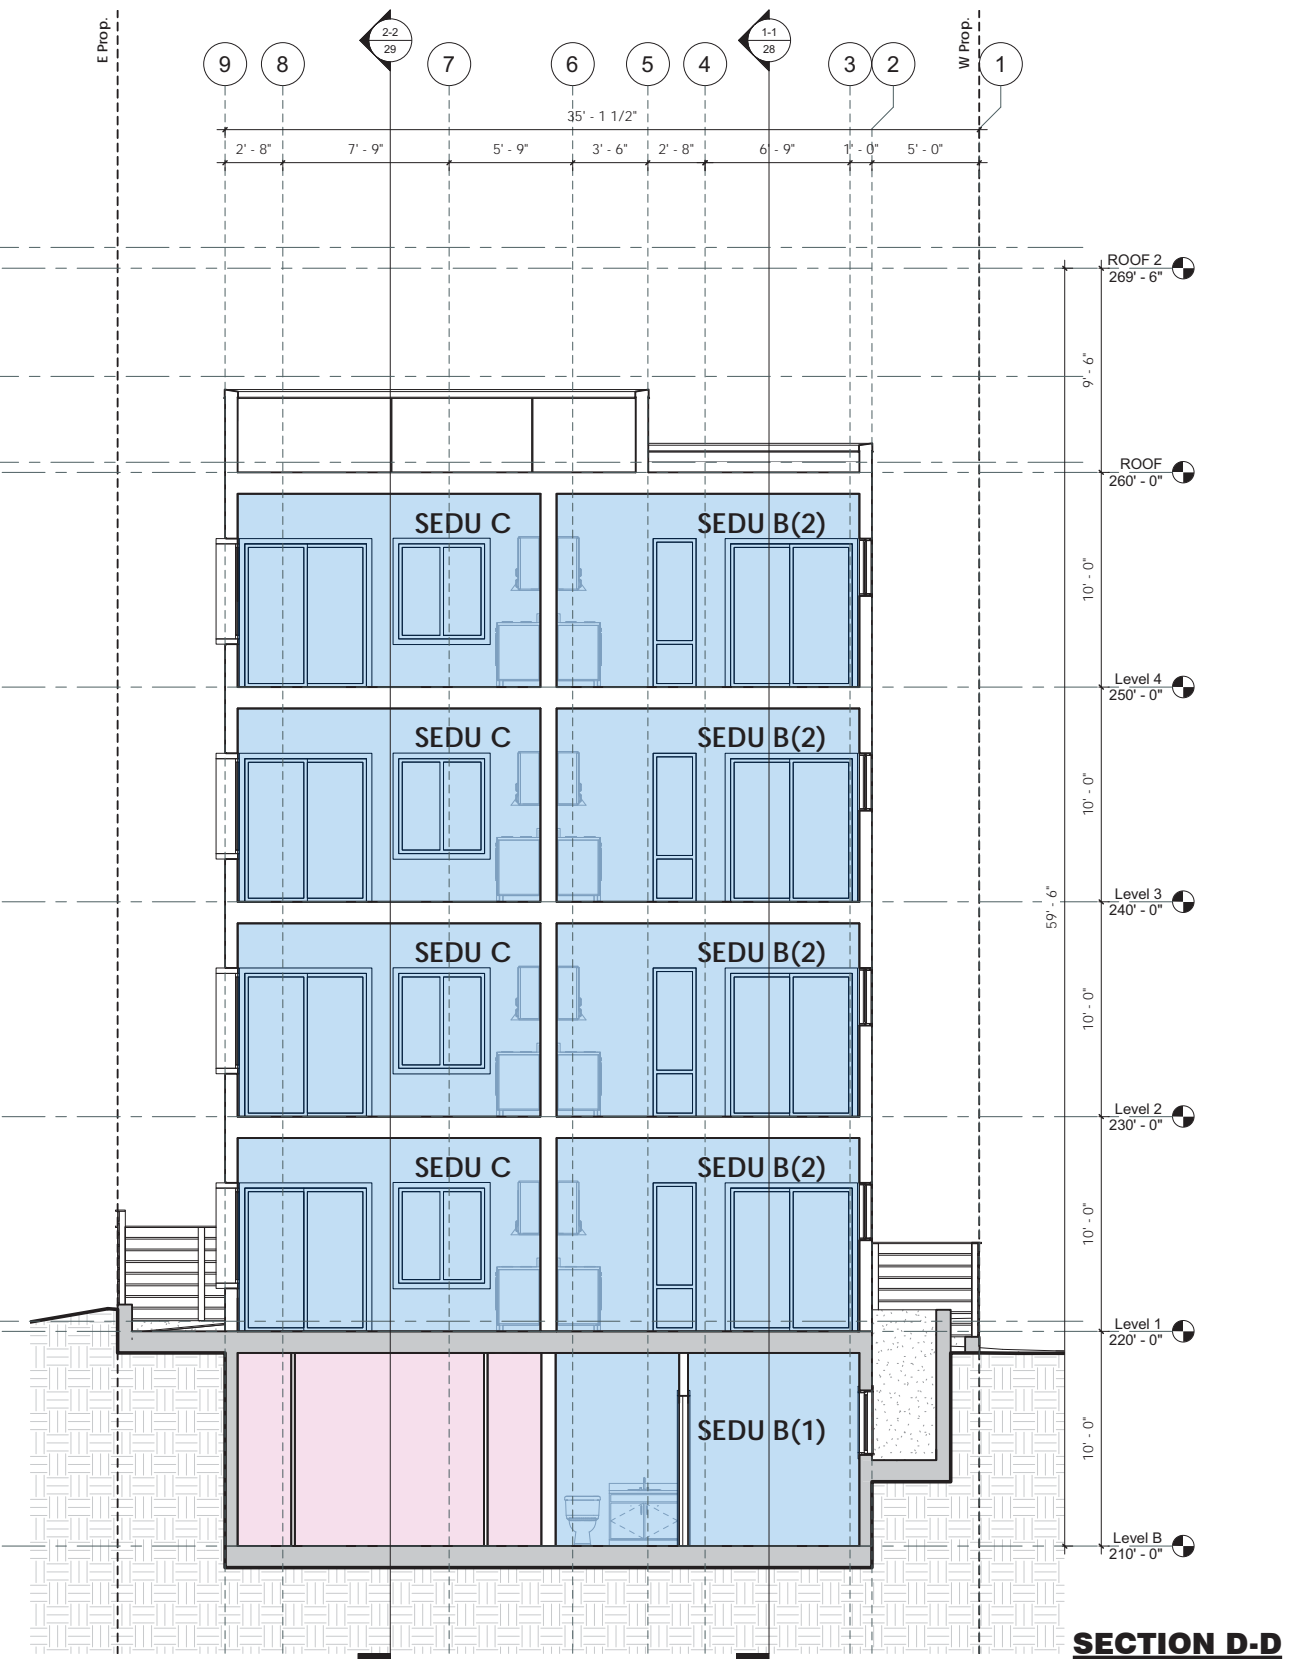 E Prop.
W Prop.
2-2
29
1-1
28
9
8
7
6
5
4
3
2
1
35' - 1 1/2"
2' - 8"
7' - 9"
5' - 9"
3' - 6"
2' - 8"
6' - 9"
1' - 0"
5' - 0"
ROOF 2
269' - 6"
9' - 6"
ROOF
260' - 0"
SEDU C
SEDU B(2)
10' - 0"
Level 4
250' - 0"
SEDU C
SEDU B(2)
10' - 0"
Level 3
240' - 0"
59' - 6"
SEDU C
SEDU B(2)
10' - 0"
Level 2
230' - 0"
SEDU C
SEDU B(2)
10' - 0"
Level 1
220' - 0"
SEDU B(1)
10' - 0"
Level B
210' - 0"
SECTION D-D